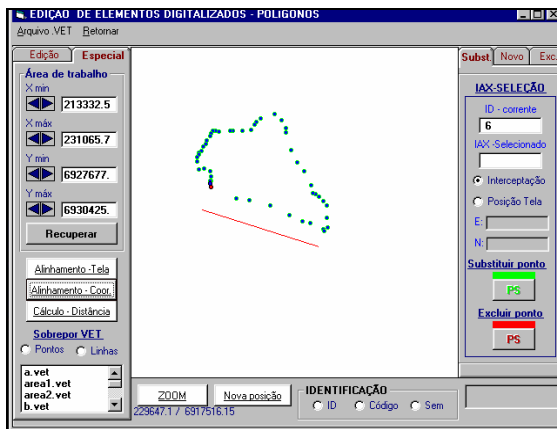 EDIÇÃO DE ELEMENTOS DIGITALIZADOS - POLIGONOS
Arquivo .VET Retornar
Edição Especial
Área de trabalho
X min
213332.5
X máx
231065.7
Y min
6927677.
Y máx
6930425.
Recuperar
Alinhamento -Tela
Alinhamento - Coor.
Cálculo - Distância
Sobrepor VET
Pontos Linhas
a.vet
area1.vet
area2.vet
b.vet
ZOOM Nova posição
229647.1 / 6917516.15
IDENTIFICAÇÃO
ID Código Sem
Subst. Novo Exc.
IAX-SELEÇÃO
ID - corrente
6
IAX -Selecionado
Interceptação
Posição Tela
E:
N:
Substituir ponto
PS
Excluir ponto
PS